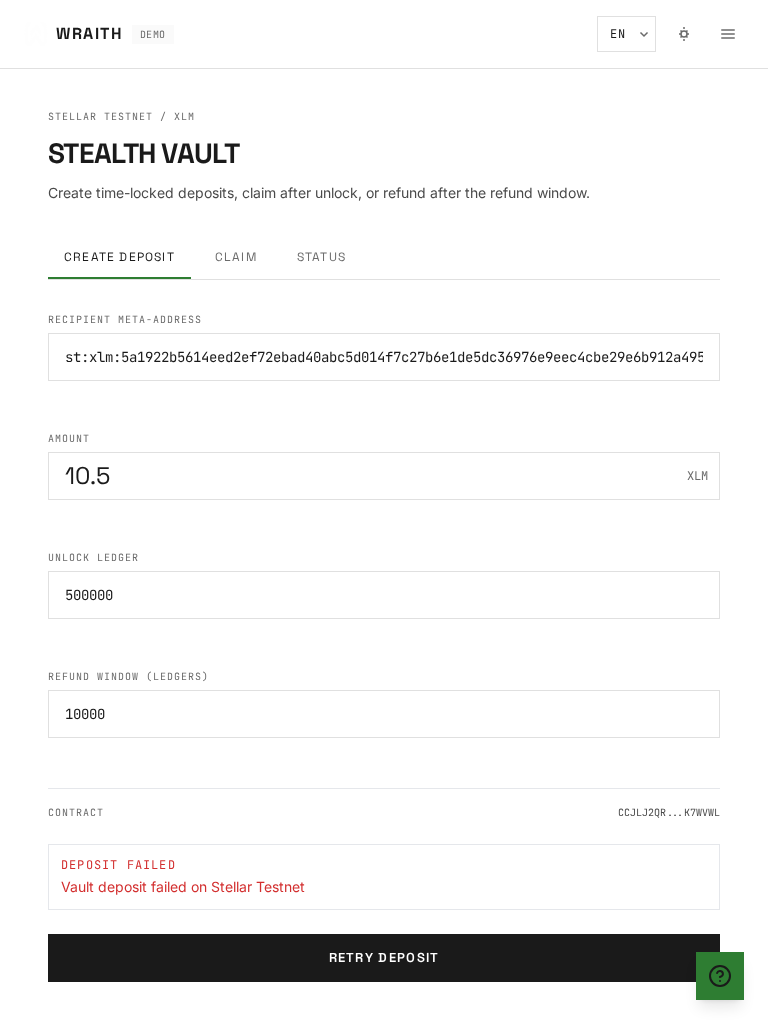 WRAITH DEMO EN
STELLAR TESTNET / XLM
STEALTH VAULT
Create time-locked deposits, claim after unlock, or refund after the refund window.
CREATE DEPOSIT CLAIM STATUS
RECIPIENT META-ADDRESS
st:xlm:5a1922b5614eed2ef72ebad40abc5d014f7c27b6e1de5dc36976e9eec4cbe29e6b912a495
AMOUNT
10.5 XLM
UNLOCK LEDGER
500000
REFUND WINDOW (LEDGERS)
10000
CONTRACT CCJLJ2QR...K7WVWL
DEPOSIT FAILED
Vault deposit failed on Stellar Testnet
RETRY DEPOSIT